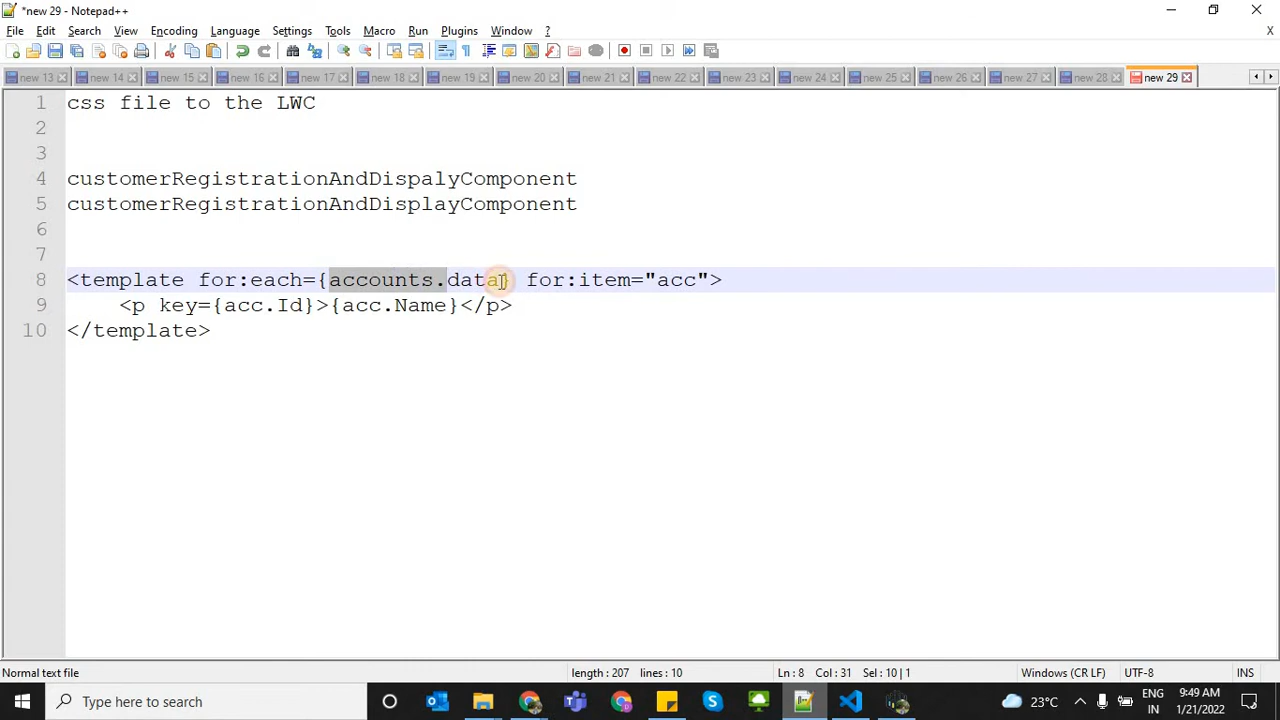 *new 29 - Notepad++
File Edit Search View Encoding Language Settings Tools Macro Run Plugins Window ?
X
new 13 new 14 new 15 new 16 new 17 new 18 new 19 new 20 new 21 new 22 new 23 new 24 new 25 new 26 new 27 new 28 new 29
1 css file to the LWC
2
3
4 customerRegistrationAndDispalyComponent
5 customerRegistrationAndDisplayComponent
6
7
8 <template for:each={accounts.data} for:item="acc">
9 <p key={acc.Id}>{acc.Name}</p>
10 </template>
Normal text file length : 207 lines : 10 Ln : 8 Col : 31 Sel : 10 | 1 Windows (CR LF) UTF-8 INS
Type here to search 23°C ENG 9:49 AM
IN 1/21/2022